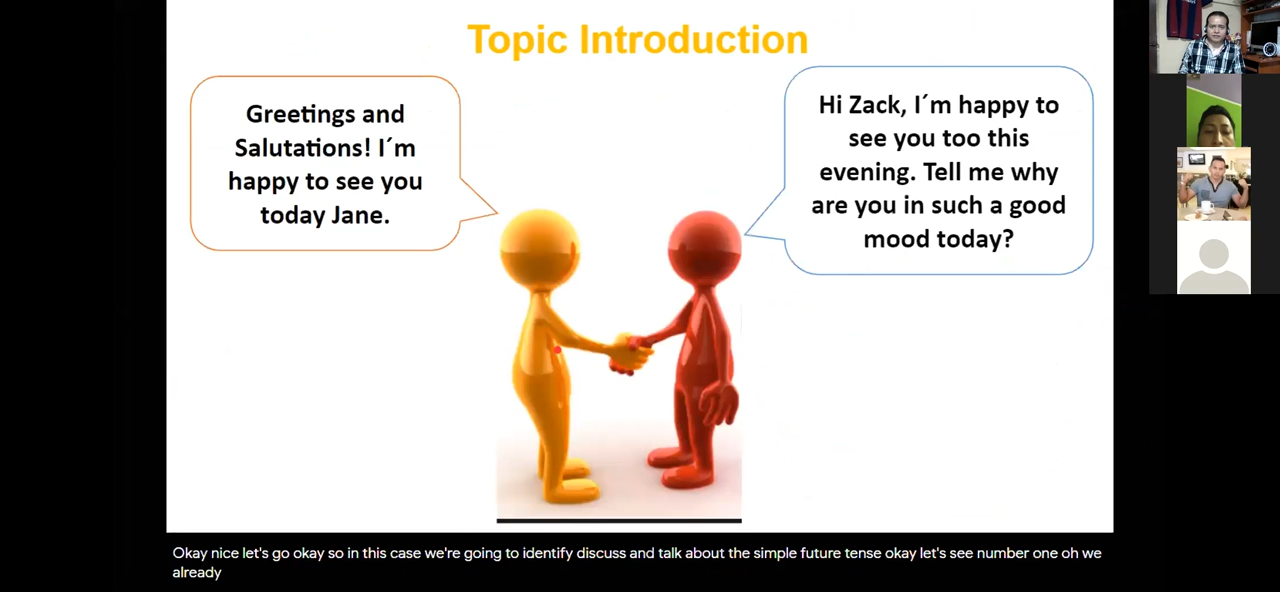 Topic Introduction
Greetings and
Salutations! I´m
happy to see you
today Jane.
Hi Zack, I´m happy to
see you too this
evening. Tell me why
are you in such a good
mood today?
Okay nice let's go okay so in this case we're going to identify discuss and talk about the simple future tense okay let's see number one oh we
already